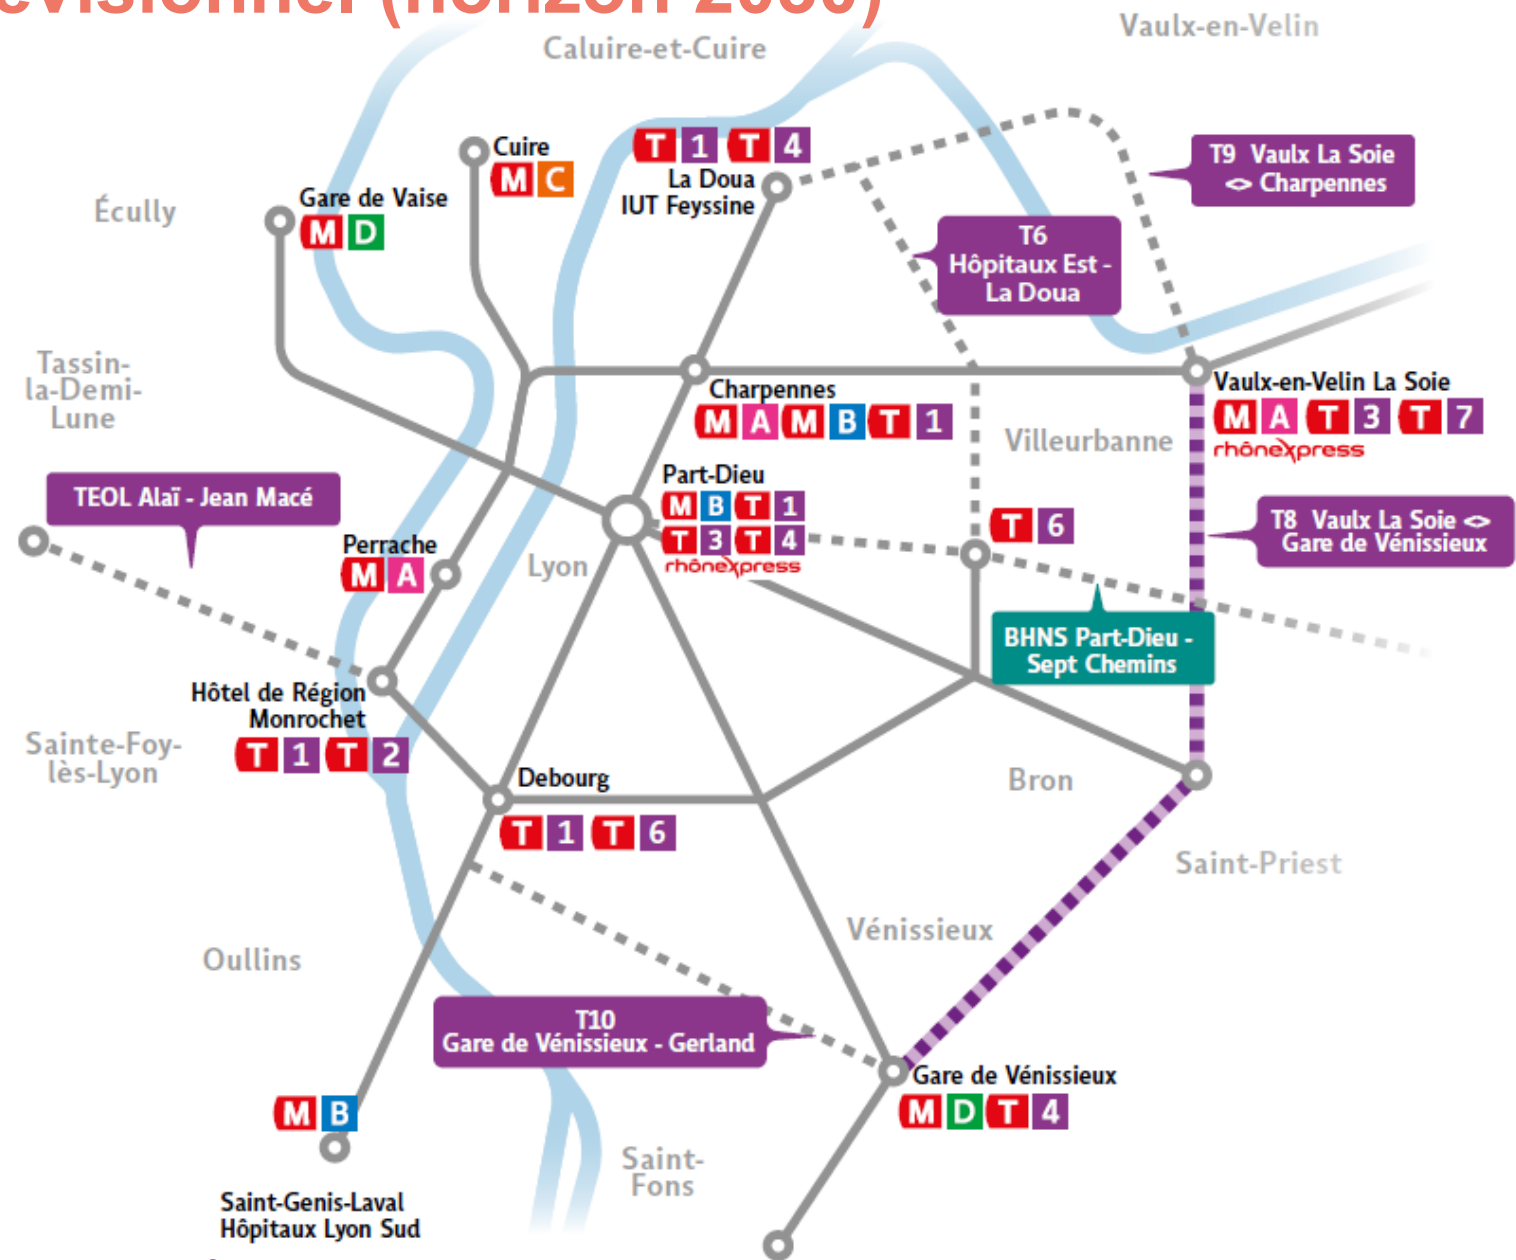 évisionnel (horizon 2030)
Vaulx-en-Velin
Caluire-et-Cuire
T 1 T 4
La Doua
IUT Feyssine
Cuire
M C
T9 Vaulx La Soie
<> Charpennes
Écully
Gare de Vaise
M D
T6
Hôpitaux Est -
La Doua
Tassin-
la-Demi-
Lune
Charpennes
M A M B T 1
Vaulx-en-Velin La Soie
M A T 3 T 7
rhônexpress
Villeurbanne
TEOL Alaï - Jean Macé
Part-Dieu
M B T 1
T 3 T 4
rhônexpress
T 6
T8 Vaulx La Soie <>
Gare de Vénissieux
Perrache
M A
Lyon
BHNS Part-Dieu -
Sept Chemins
Hôtel de Région
Monrochet
T 1 T 2
Sainte-Foy-
lès-Lyon
Debourg
T 1 T 6
Bron
Saint-Priest
Vénissieux
Oullins
T10
Gare de Vénissieux - Gerland
Gare de Vénissieux
M D T 4
M B
Saint-Genis-Laval
Hôpitaux Lyon Sud
Saint-
Fons